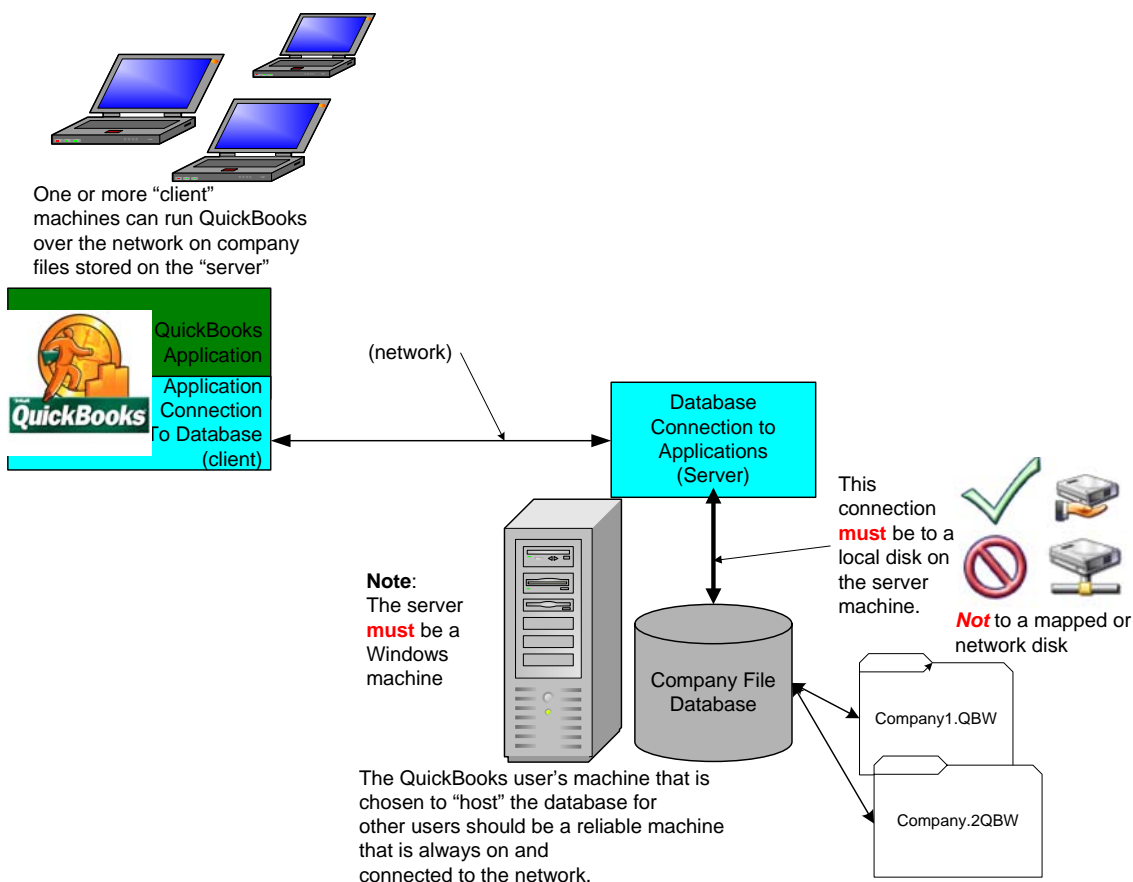 One or more “client”
machines can run QuickBooks
over the network on company
files stored on the “server”
QuickBooks
Application
Application
Connection
To Database
(client)
QuickBooks
(network)
Database
Connection to
Applications
(Server)
This
connection
must be to a
local disk on
the server
machine.
Not to a mapped or
network disk
Note:
The server
must be a
Windows
machine
Company File
Database
Company1.QBW
Company.2QBW
The QuickBooks user’s machine that is
chosen to “host” the database for
other users should be a reliable machine
that is always on and
connected to the network.